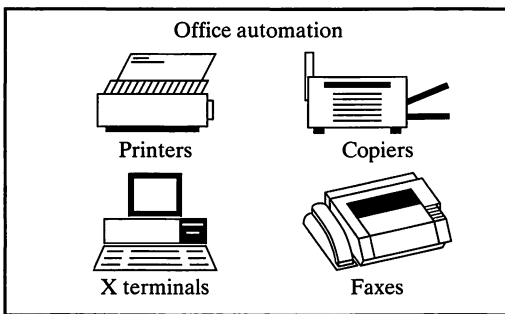 Office automation
Printers
Copiers
X terminals
Faxes